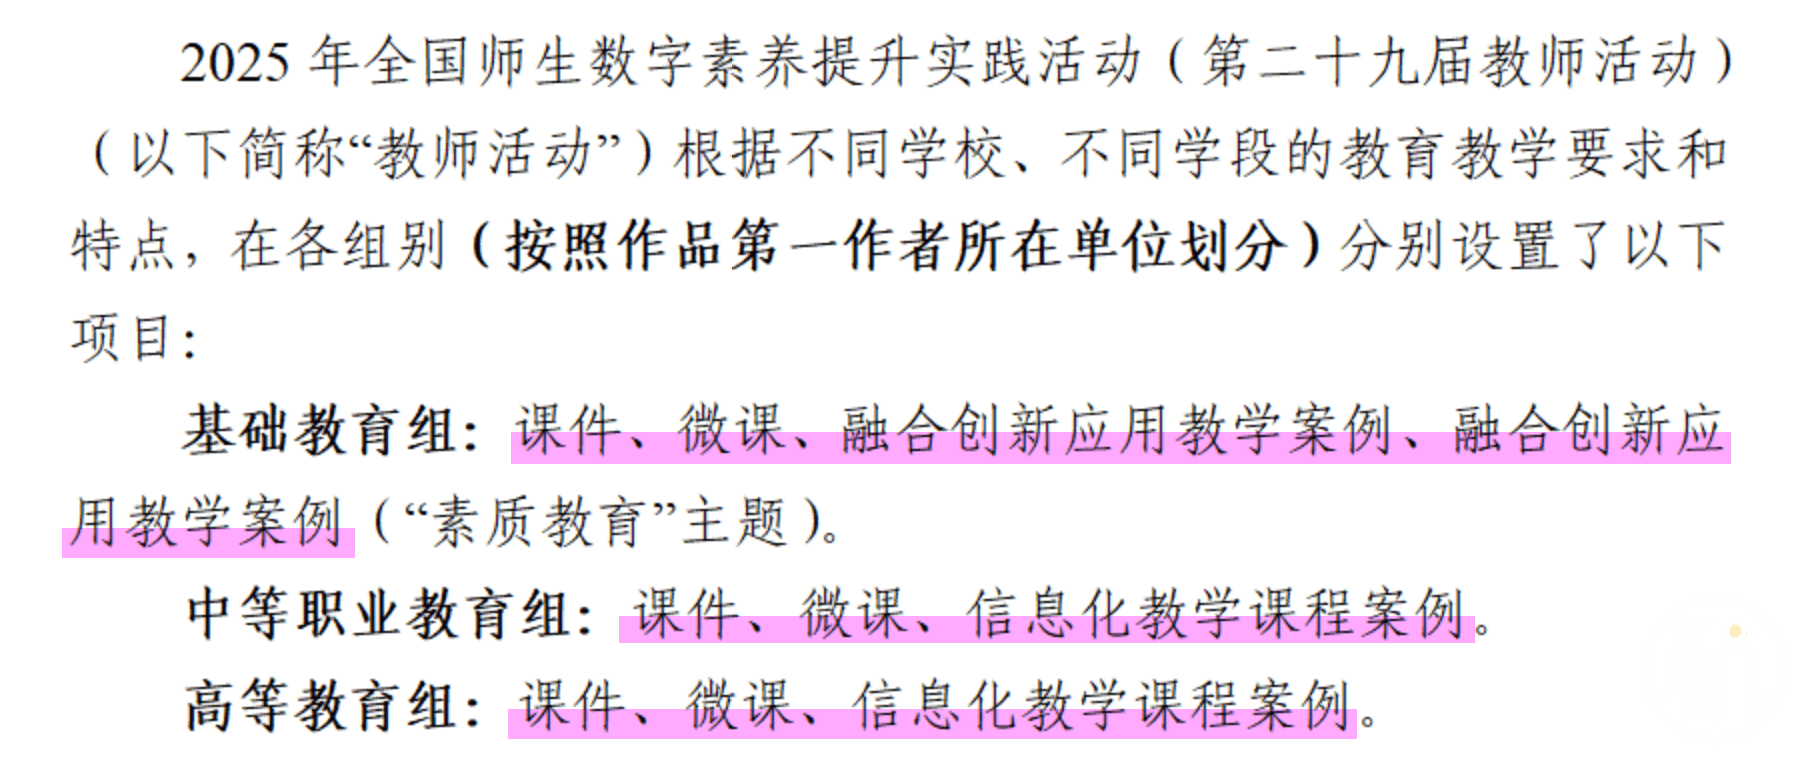 2025 年全国师生数字素养提升实践活动（第二十九届教师活动）
（以下简称“教师活动”）根据不同学校、不同学段的教育教学要求和
特点，在各组别（按照作品第一作者所在单位划分）分别设置了以下
项目：
基础教育组：课件、微课、融合创新应用教学案例、融合创新应
用教学案例（“素质教育”主题）。
中等职业教育组：课件、微课、信息化教学课程案例。
高等教育组：课件、微课、信息化教学课程案例。